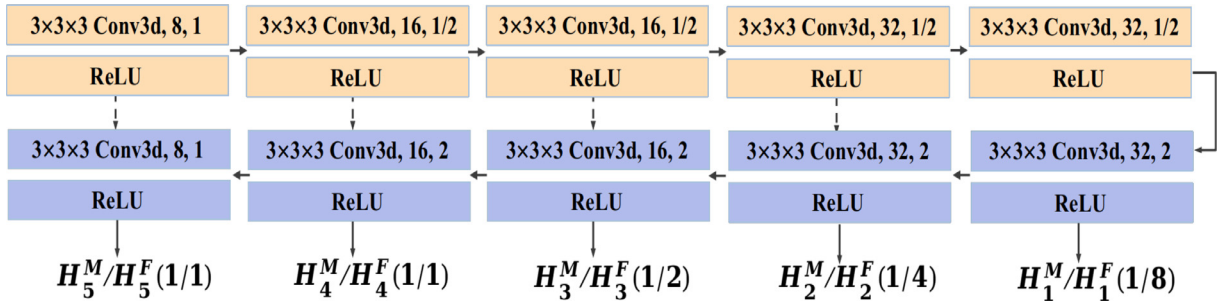 3×3×3 Conv3d, 8, 1
3×3×3 Conv3d, 16, 1/2
3×3×3 Conv3d, 16, 1/2
3×3×3 Conv3d, 32, 1/2
3×3×3 Conv3d, 32, 1/2
ReLU
ReLU
ReLU
ReLU
ReLU
3×3×3 Conv3d, 8, 1
3×3×3 Conv3d, 16, 2
3×3×3 Conv3d, 16, 2
3×3×3 Conv3d, 32, 2
3×3×3 Conv3d, 32, 2
ReLU
ReLU
ReLU
ReLU
ReLU
H_5^M/H_5^F(1/1)
H_4^M/H_4^F(1/1)
H_3^M/H_3^F(1/2)
H_2^M/H_2^F(1/4)
H_1^M/H_1^F(1/8)